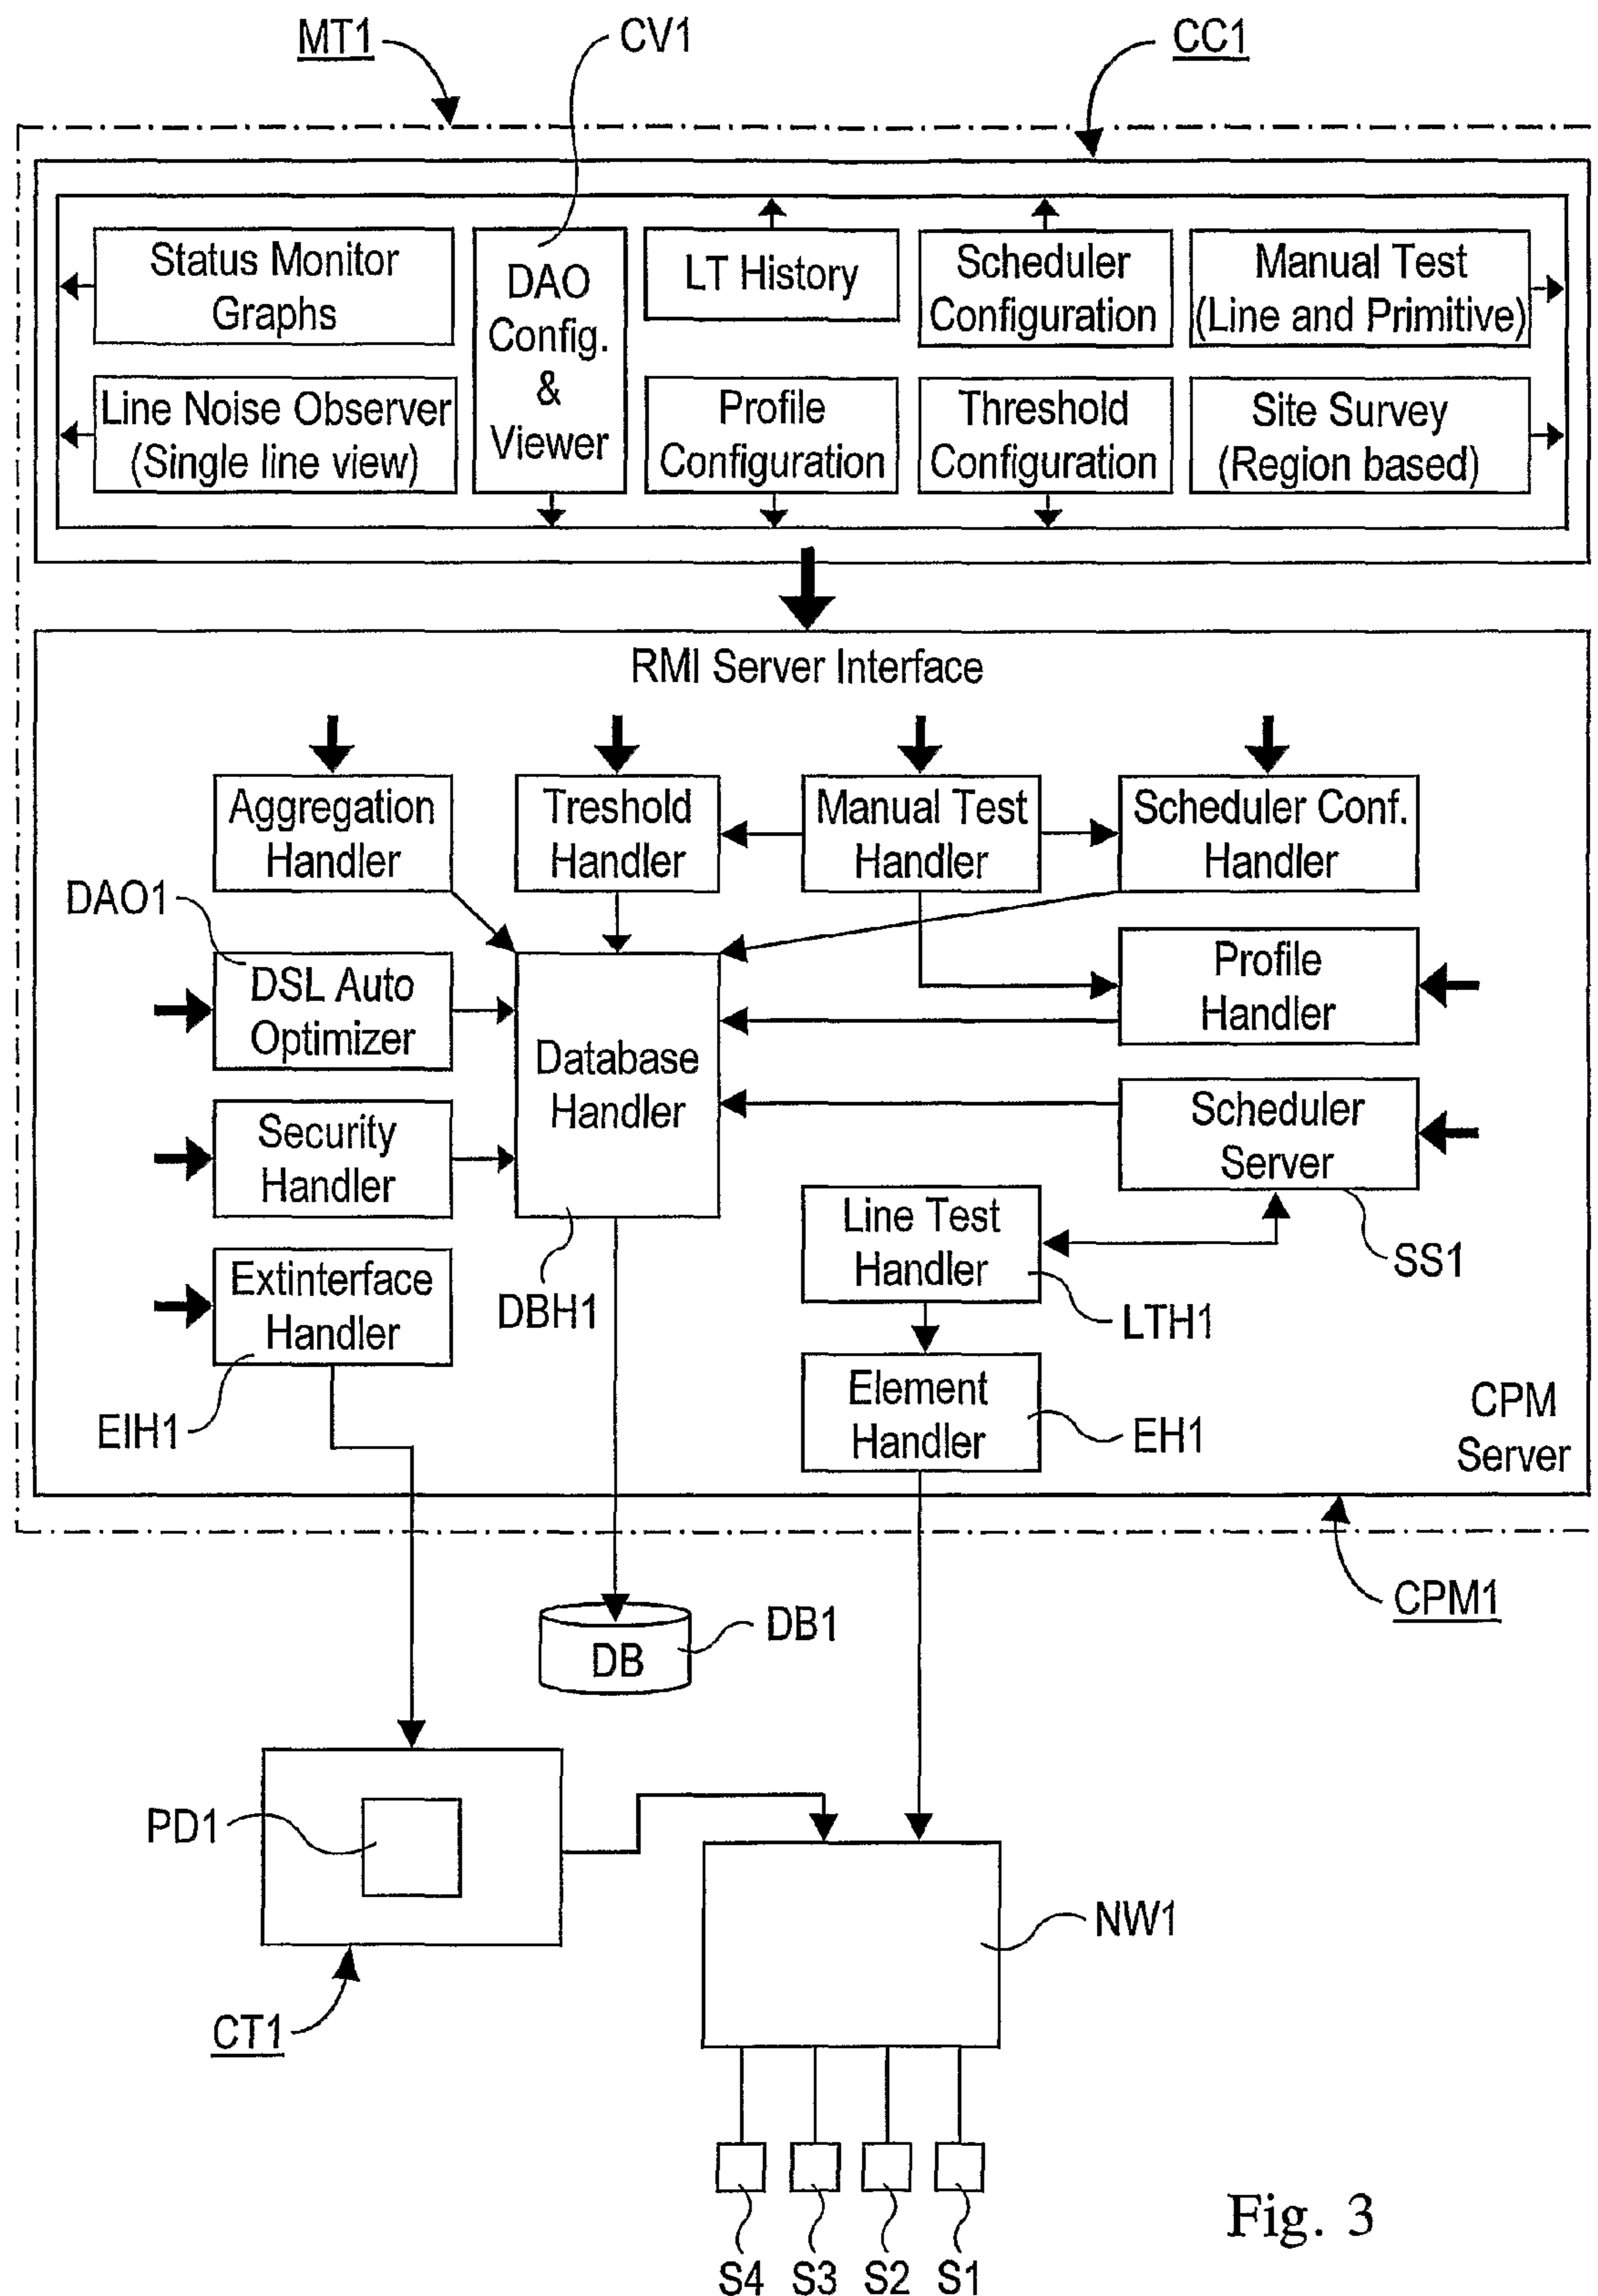 MT1
CV1
CC1
Status Monitor
Graphs
DAO
Config.
&
Viewer
LT History
Scheduler
Configuration
Manual Test
(Line and Primitive)
Line Noise Observer
(Single line view)
Profile
Configuration
Threshold
Configuration
Site Survey
(Region based)
RMI Server Interface
Aggregation
Handler
Treshold
Handler
Manual Test
Handler
Scheduler Conf.
Handler
DAO1
DSL Auto
Optimizer
Database
Handler
Profile
Handler
Security
Handler
Scheduler
Server
Line Test
Handler
SS1
Extinterface
Handler
DBH1
LTH1
Element
Handler
EIH1
EH1
CPM
Server
CPM1
DB
DB1
PD1
NW1
CT1
S4
S3
S2
S1
Fig. 3